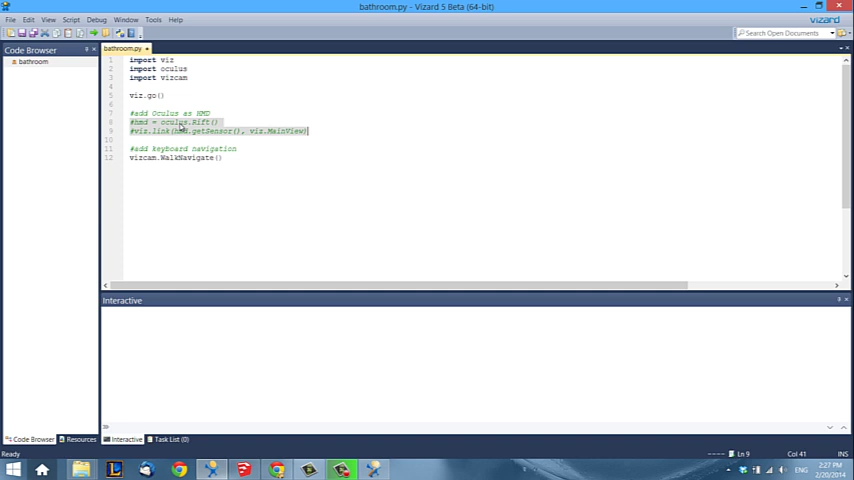 bathroom.py - Vizard 5 Beta (64-bit)
File Edit View Script Debug Window Tools Help
vizard
Search Open Documents
Code Browser
bathroom.py
bathroom
1 import viz
2 import oculus
3 import vizcam
4
5 viz.go()
6
7 #add Oculus as HMD
8 #hmd = oculus.Rift()
9 #viz.link(hmd.getSensor(), viz.MainView)
10
11 #add keyboard navigation
12 vizcam.WalkNavigate()
Interactive
Code Browser Resources Interactive Task List (0)
Ready Ln 9 Col 41 INS
ENG
2:27 PM
2/20/2014